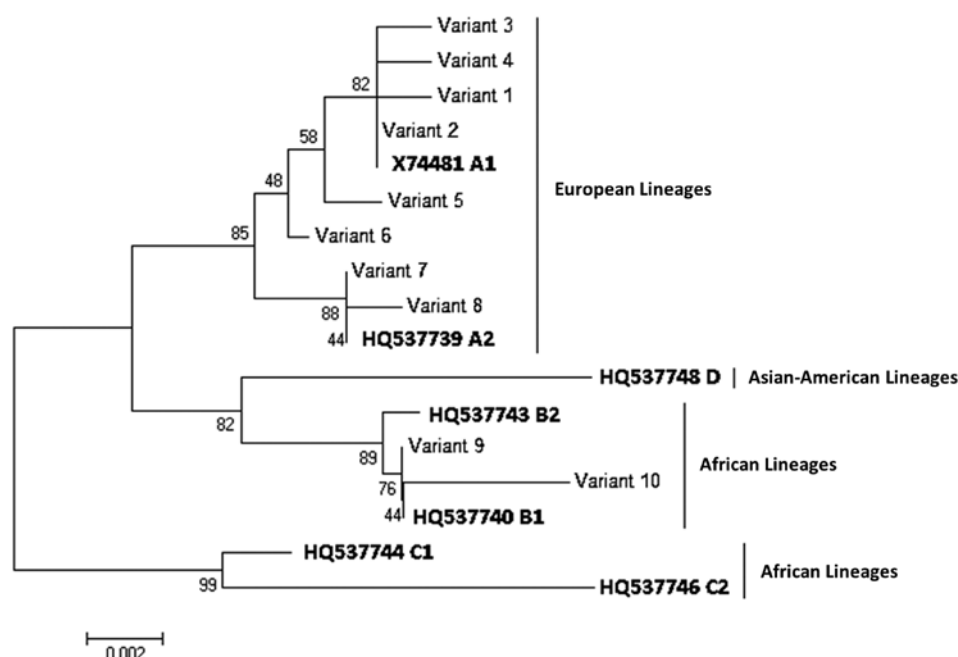 Variant 3
Variant 4
82
Variant 1
Variant 2
58
X74481 A1
European Lineages
48
Variant 5
85
Variant 6
Variant 7
88
Variant 8
44
HQ537739 A2
HQ537748 D
Asian-American Lineages
82
HQ537743 B2
Variant 9
89
African Lineages
76
Variant 10
44
HQ537740 B1
HQ537744 C1
African Lineages
99
HQ537746 C2
0.002